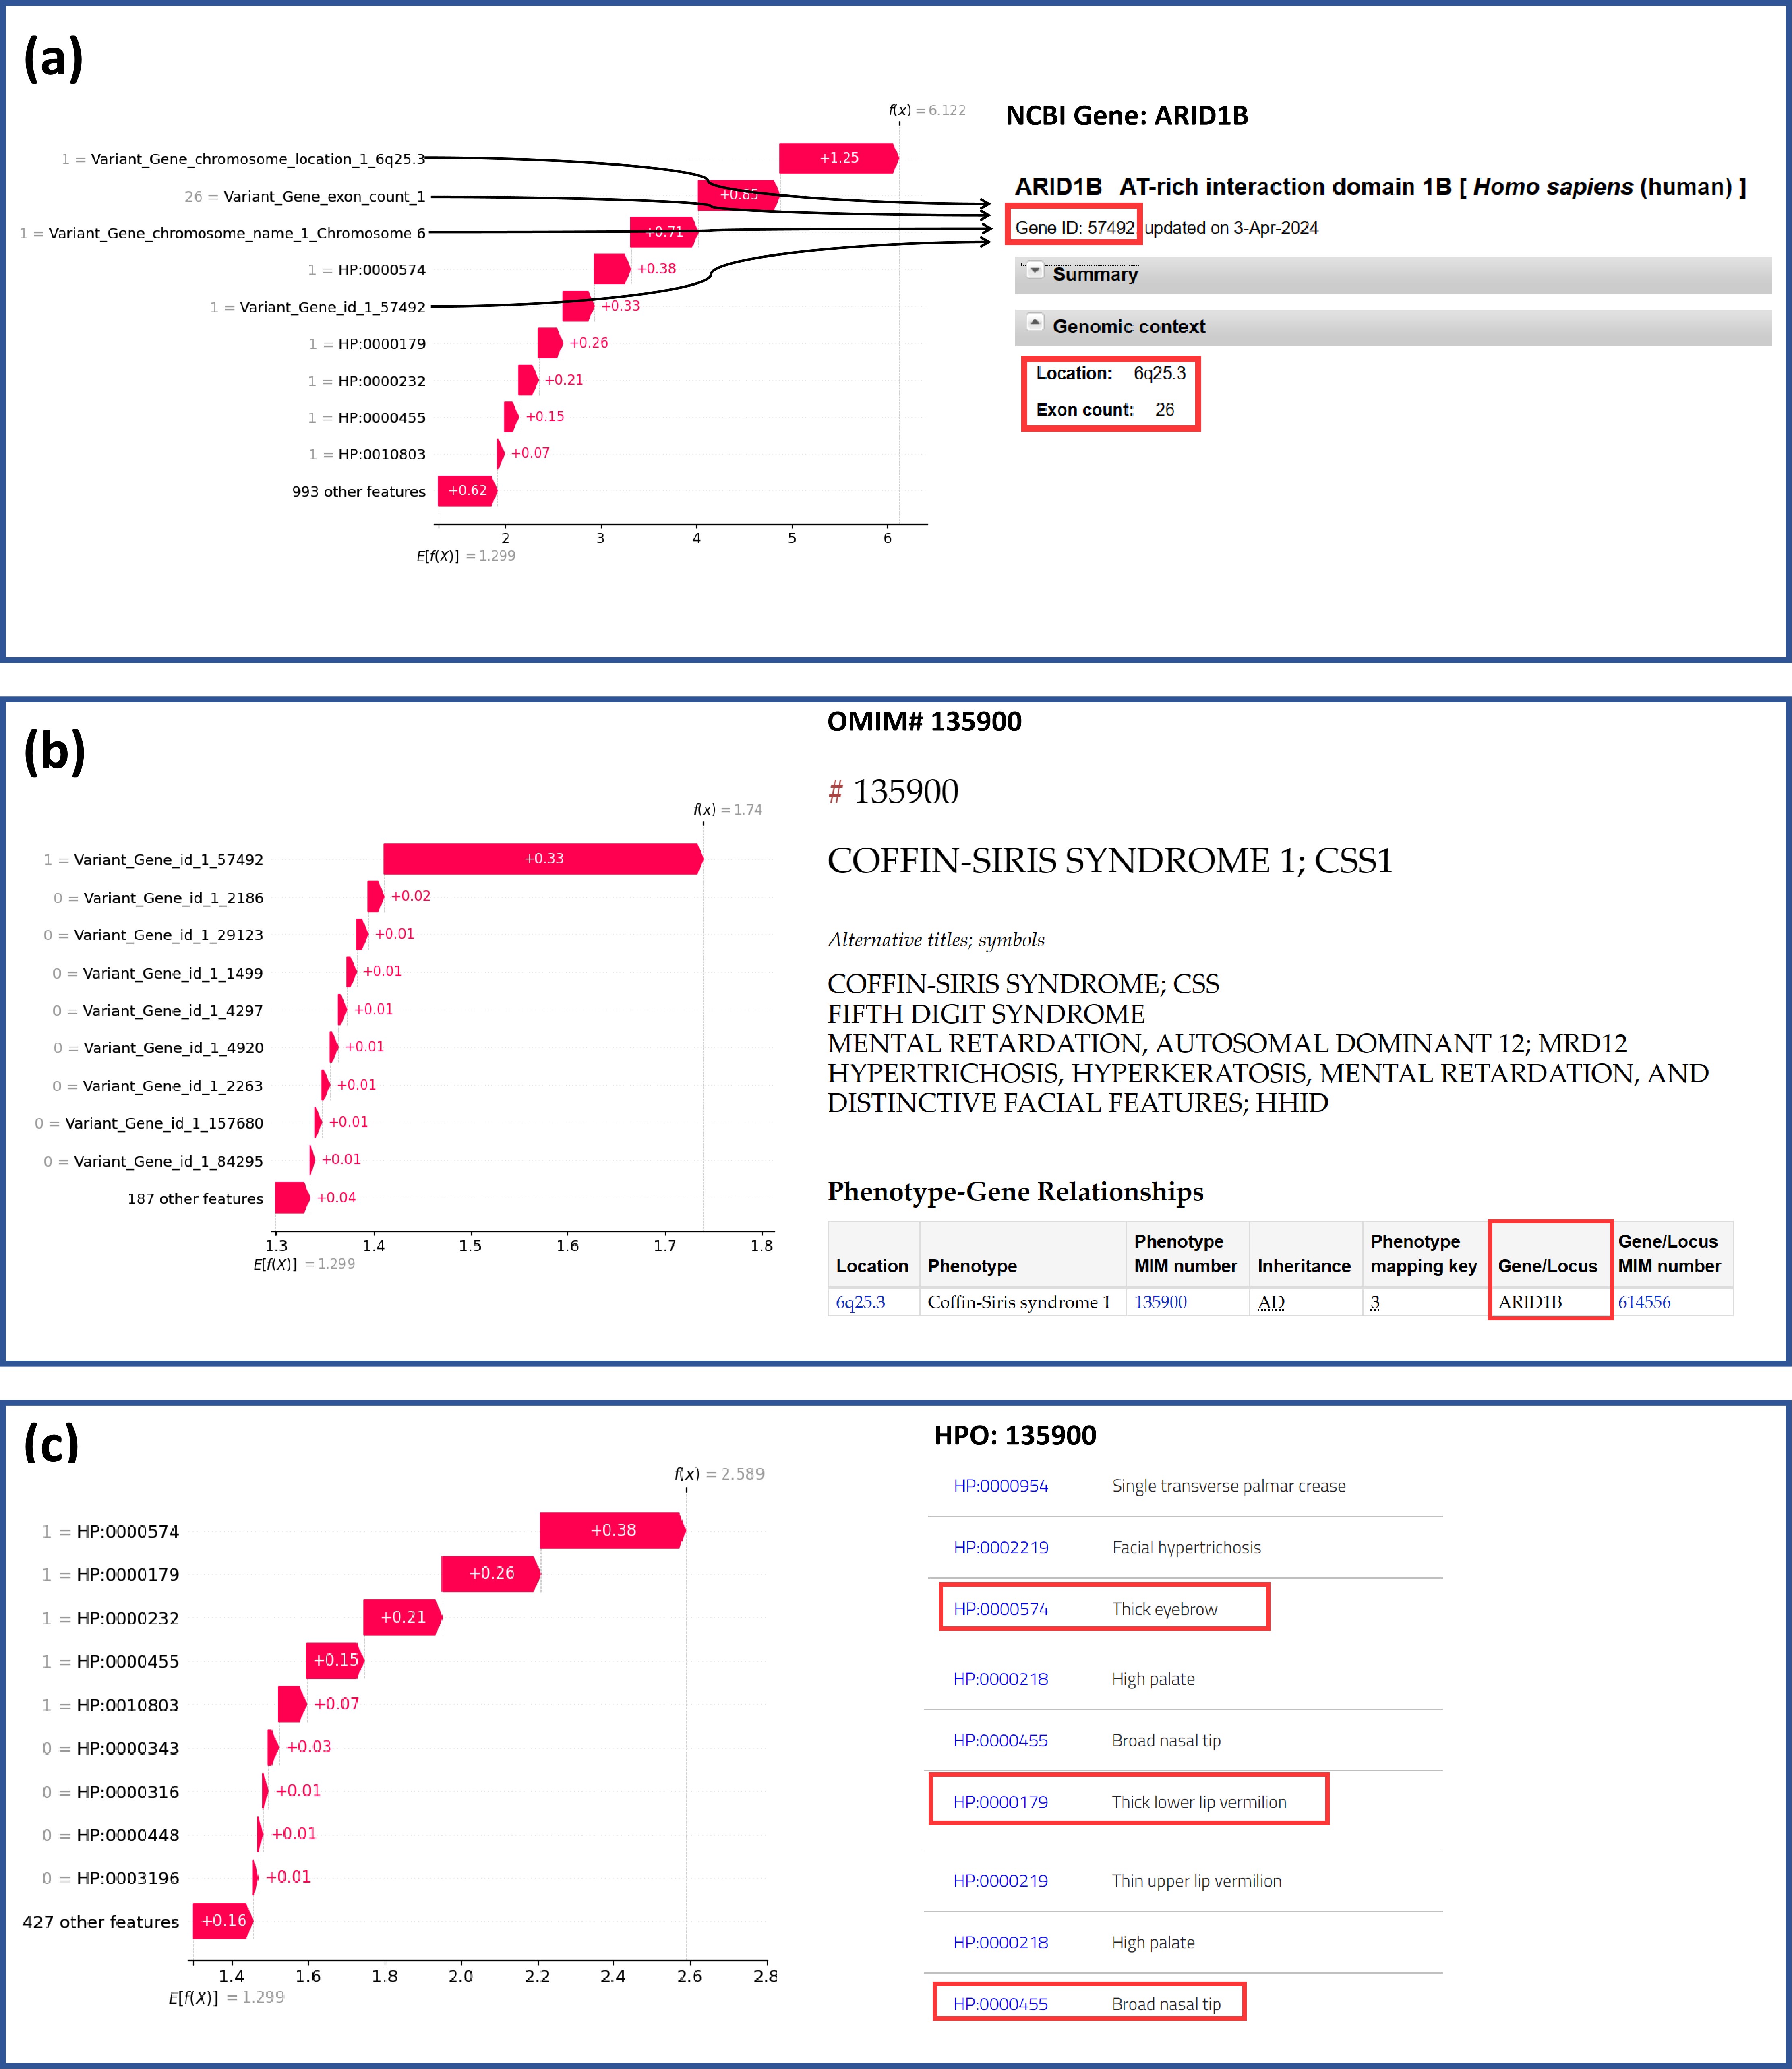 (a)
f(x) = 6.122
1 = Variant_Gene_chromosome_location_1_6q25.3
+1.25
26 = Variant_Gene_exon_count_1
+0.85
1 = Variant_Gene_chromosome_name_1_Chromosome 6
+0.71
1 = HP:0000574
+0.38
1 = Variant_Gene_id_1_57492
+0.33
1 = HP:0000179
+0.26
1 = HP:0000232
+0.21
1 = HP:0000455
+0.15
1 = HP:0010803
+0.07
993 other features
+0.62
2 3 4 5 6
E[f(X)] = 1.299
NCBI Gene: ARID1B
ARID1B AT-rich interaction domain 1B [ Homo sapiens (human) ]
Gene ID: 57492, updated on 3-Apr-2024
Summary
Genomic context
Location: 6q25.3
Exon count: 26
(b)
f(x) = 1.74
1 = Variant_Gene_id_1_57492
+0.33
0 = Variant_Gene_id_1_2186
+0.02
0 = Variant_Gene_id_1_29123
+0.01
0 = Variant_Gene_id_1_1499
+0.01
0 = Variant_Gene_id_1_4297
+0.01
0 = Variant_Gene_id_1_4920
+0.01
0 = Variant_Gene_id_1_2263
+0.01
0 = Variant_Gene_id_1_157680
+0.01
0 = Variant_Gene_id_1_84295
+0.01
187 other features
+0.04
1.3 1.4 1.5 1.6 1.7 1.8
E[f(X)] = 1.299
OMIM# 135900
# 135900
COFFIN-SIRIS SYNDROME 1; CSS1
Alternative titles; symbols
COFFIN-SIRIS SYNDROME; CSS
FIFTH DIGIT SYNDROME
MENTAL RETARDATION, AUTOSOMAL DOMINANT 12; MRD12
HYPERTRICHOSIS, HYPERKERATOSIS, MENTAL RETARDATION, AND
DISTINCTIVE FACIAL FEATURES; HHID
Phenotype-Gene Relationships
Location Phenotype Phenotype MIM number Inheritance Phenotype mapping key Gene/Locus Gene/Locus MIM number
6q25.3 Coffin-Siris syndrome 1 135900 AD 3 ARID1B 614556
(c)
f(x) = 2.589
1 = HP:0000574
+0.38
1 = HP:0000179
+0.26
1 = HP:0000232
+0.21
1 = HP:0000455
+0.15
1 = HP:0010803
+0.07
0 = HP:0000343
+0.03
0 = HP:0000316
+0.01
0 = HP:0000448
+0.01
0 = HP:0003196
+0.01
427 other features
+0.16
1.4 1.6 1.8 2.0 2.2 2.4 2.6 2.8
E[f(X)] = 1.299
HPO: 135900
HP:0000954 Single transverse palmar crease
HP:0002219 Facial hypertrichosis
HP:0000574 Thick eyebrow
HP:0000218 High palate
HP:0000455 Broad nasal tip
HP:0000179 Thick lower lip vermilion
HP:0000219 Thin upper lip vermilion
HP:0000218 High palate
HP:0000455 Broad nasal tip